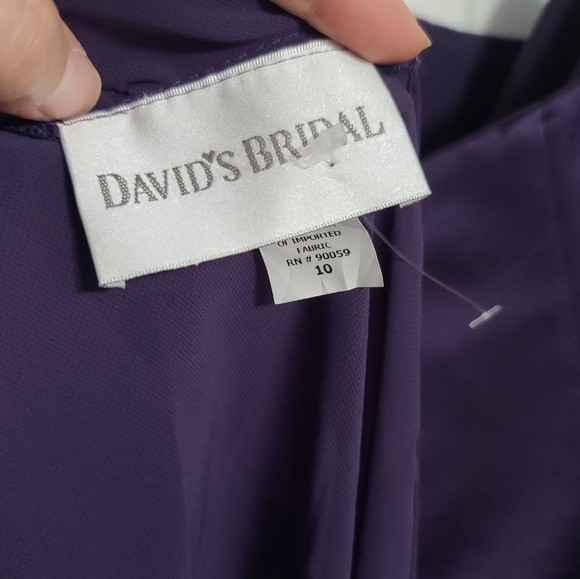 DAVID'S BRIDAL
OF IMPORTED
FABRIC
RN # 90059
10